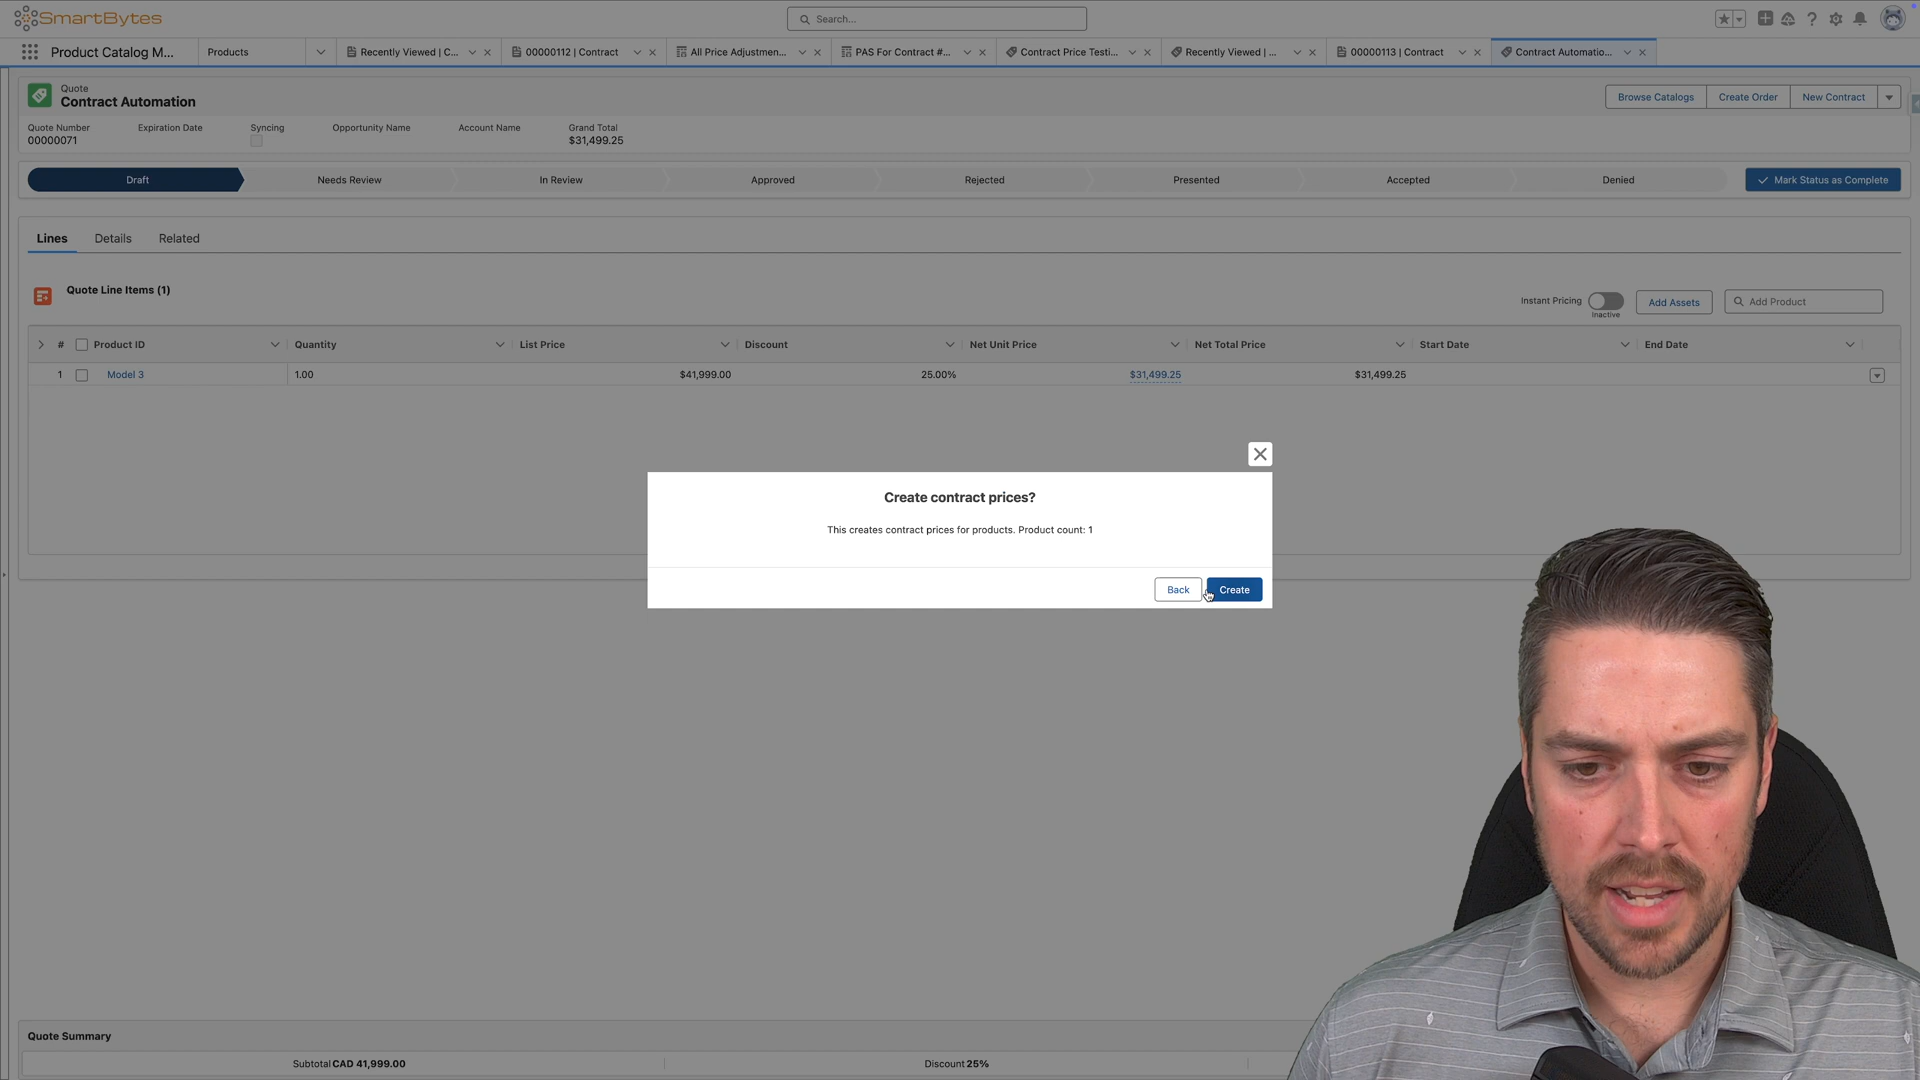 SmartBytes
Search...
Product Catalog M...
Products
Recently Viewed | C...
00000112 | Contract
All Price Adjustmen...
PAS For Contract #...
Contract Price Testi...
Recently Viewed | ...
00000113 | Contract
Contract Automatio...
Quote
Contract Automation
Browse Catalogs
Create Order
New Contract
Quote Number
Expiration Date
Syncing
Opportunity Name
Account Name
Grand Total
00000071
$31,499.25
Draft
Needs Review
In Review
Approved
Rejected
Presented
Accepted
Denied
Mark Status as Complete
Lines
Details
Related
Quote Line Items (1)
Instant Pricing
Inactive
Add Assets
Add Product
#
Product ID
Quantity
List Price
Discount
Net Unit Price
Net Total Price
Start Date
End Date
1
Model 3
1.00
$41,999.00
25.00%
$31,499.25
$31,499.25
Create contract prices?
This creates contract prices for products. Product count: 1
Back
Create
Quote Summary
Subtotal CAD 41,999.00
Discount 25%